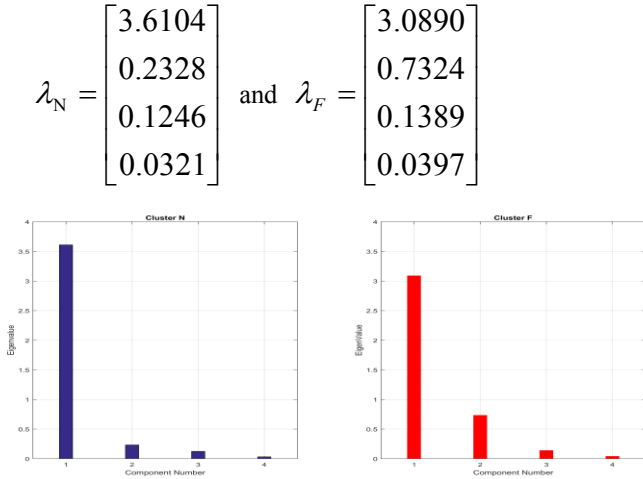 λN = [3.6104 0.2328 0.1246 0.0321] and λF = [3.0890 0.7324 0.1389 0.0397]
Cluster N
4
3.5
3
2.5
2
1.5
1
0.5
0
Eigenvalue
1 2 3 4
Component Number
Cluster F
4
3.5
3
2.5
2
1.5
1
0.5
0
EigenValue
1 2 3 4
Component Number